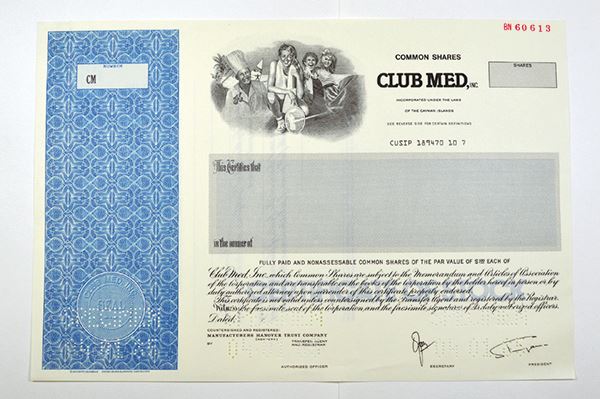 BN 60613
NUMBER
CM
COMMON SHARES
CLUB MED, INC.
INCORPORATED UNDER THE LAWS
OF THE CAYMAN ISLANDS
SEE REVERSE SIDE FOR CERTAIN DEFINITIONS
SHARES
CUSIP 189470 10 7
This Certifies that
is the owner of
FULLY PAID AND NONASSESSABLE COMMON SHARES OF THE PAR VALUE OF $1.00 EACH OF
Club Med, Inc., which Common Shares are subject to the Memorandum and Articles of Association
of the Corporation and are transferable on the books of the Corporation by the holder hereof in person or by
duly authorized attorney upon surrender of this certificate properly endorsed.
This certificate is not valid unless countersigned by the Transfer Agent and registered by the Registrar.
Witness the facsimile seal of the Corporation and the facsimile signatures of its duly authorized officers.
Dated:
COUNTERSIGNED AND REGISTERED:
MANUFACTURERS HANOVER TRUST COMPANY
(NEW YORK)
TRANSFER AGENT
AND REGISTRAR
AUTHORIZED OFFICER
SECRETARY
PRESIDENT